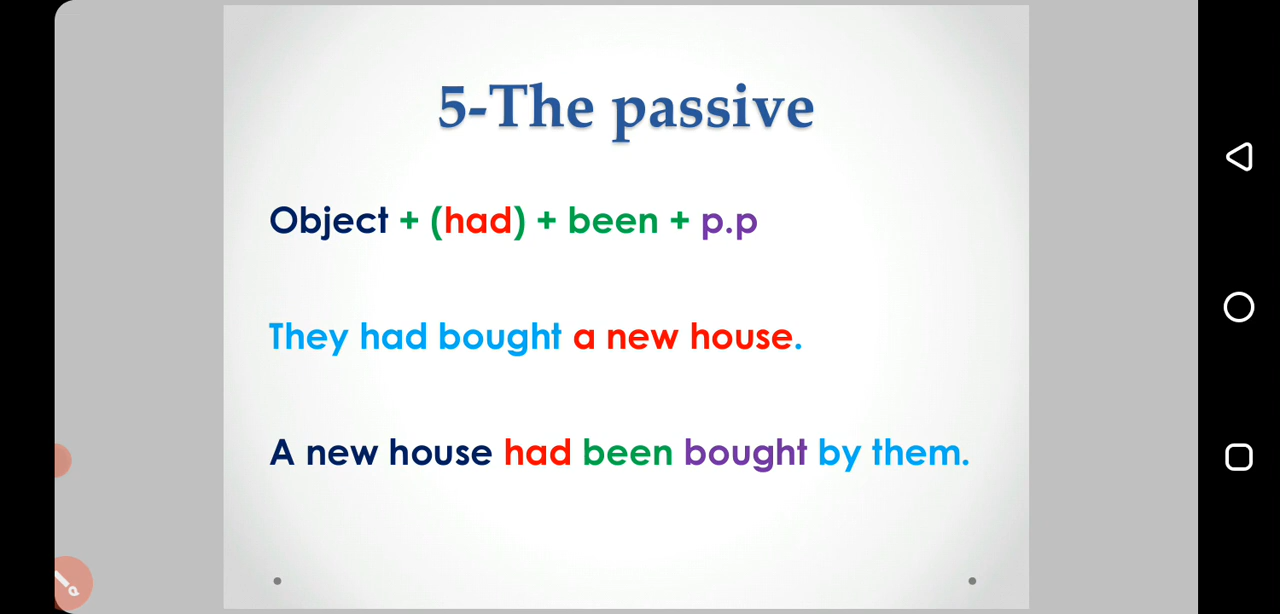 5-The passive
Object + (had) + been + p.p
They had bought a new house.
A new house had been bought by them.